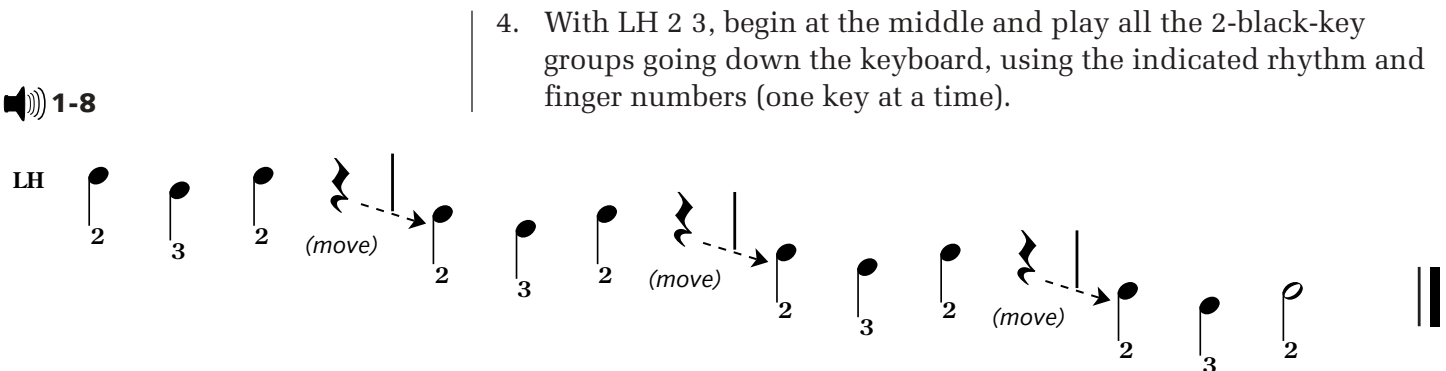 4. With LH 2 3, begin at the middle and play all the 2-black-key
groups going down the keyboard, using the indicated rhythm and
finger numbers (one key at a time).
1-8
LH
2 3 2 (move) 2 3 2 (move) 2 3 2 (move) 2 3 2